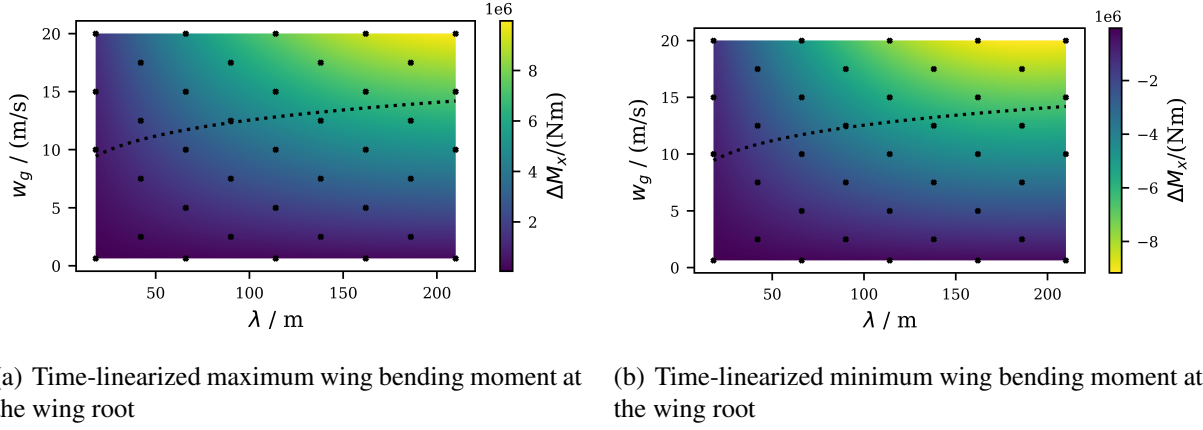 1e6
20
15
10
5
0
50
100
150
200
w_g / (m/s)
λ / m
8
6
4
2
ΔM_x/(Nm)
1e6
20
15
10
5
0
50
100
150
200
w_g / (m/s)
λ / m
−2
−4
−6
−8
ΔM_x/(Nm)
a) Time-linearized maximum wing bending moment at
he wing root
(b) Time-linearized minimum wing bending moment at
the wing root